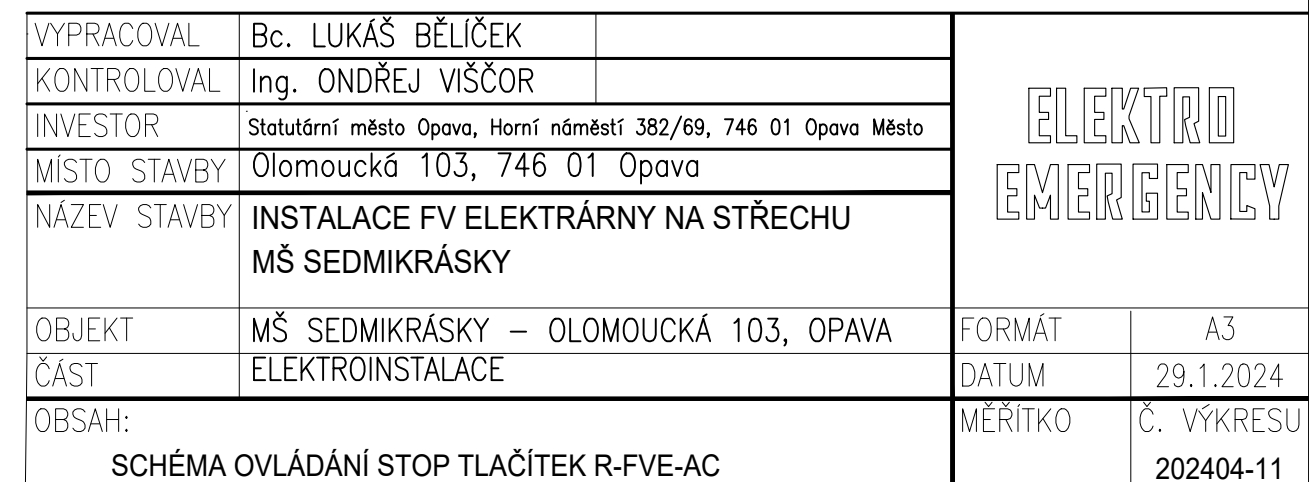 VYPRACOVAL Bc. LUKÁŠ BĚLÍČEK
KONTROLOVAL Ing. ONDŘEJ VIŠČOR
INVESTOR Statutární město Opava, Horní náměstí 382/69, 746 01 Opava Město
MÍSTO STAVBY Olomoucká 103, 746 01 Opava
ELEKTRO
EMERGENCY
NÁZEV STAVBY INSTALACE FV ELEKTRÁRNY NA STŘECHU
MŠ SEDMIKRÁSKY
OBJEKT MŠ SEDMIKRÁSKY – OLOMOUCKÁ 103, OPAVA FORMÁT A3
ČÁST ELEKTROINSTALACE DATUM 29.1.2024
OBSAH: MĚŘÍTKO Č. VÝKRESU
SCHÉMA OVLÁDÁNÍ STOP TLAČÍTEK R-FVE-AC 202404-11